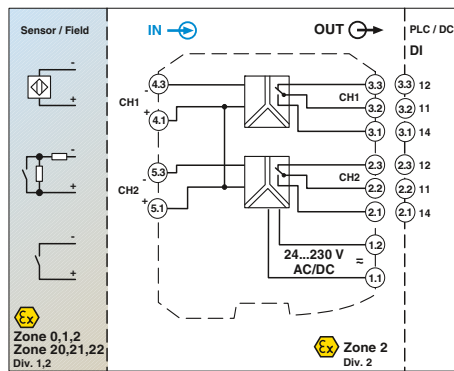 Sensor / Field
IN
OUT
PLC / DC
DI
-
+
-
+
-
+
4.3
-
CH1
+
4.1
5.3
-
CH2
+
5.1
3.3
CH1
3.2
3.1
2.3
CH2
2.2
2.1
1.2
24...230 V
AC/DC
≈
1.1
3.3 12
3.2 11
3.1 14
2.3 12
2.2 11
2.1 14
Ex
Zone 0,1,2
Zone 20,21,22
Div. 1,2
Ex
Zone 2
Div. 2